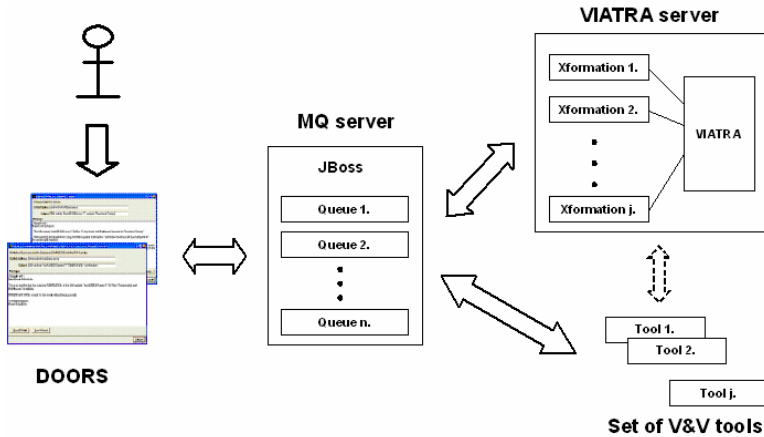 VIATRA server
Xformation 1.
Xformation 2.
Xformation j.
VIATRA
MQ server
JBoss
Queue 1.
Queue 2.
Queue n.
DOORS
Tool 1.
Tool 2.
Tool j.
Set of V&V tools